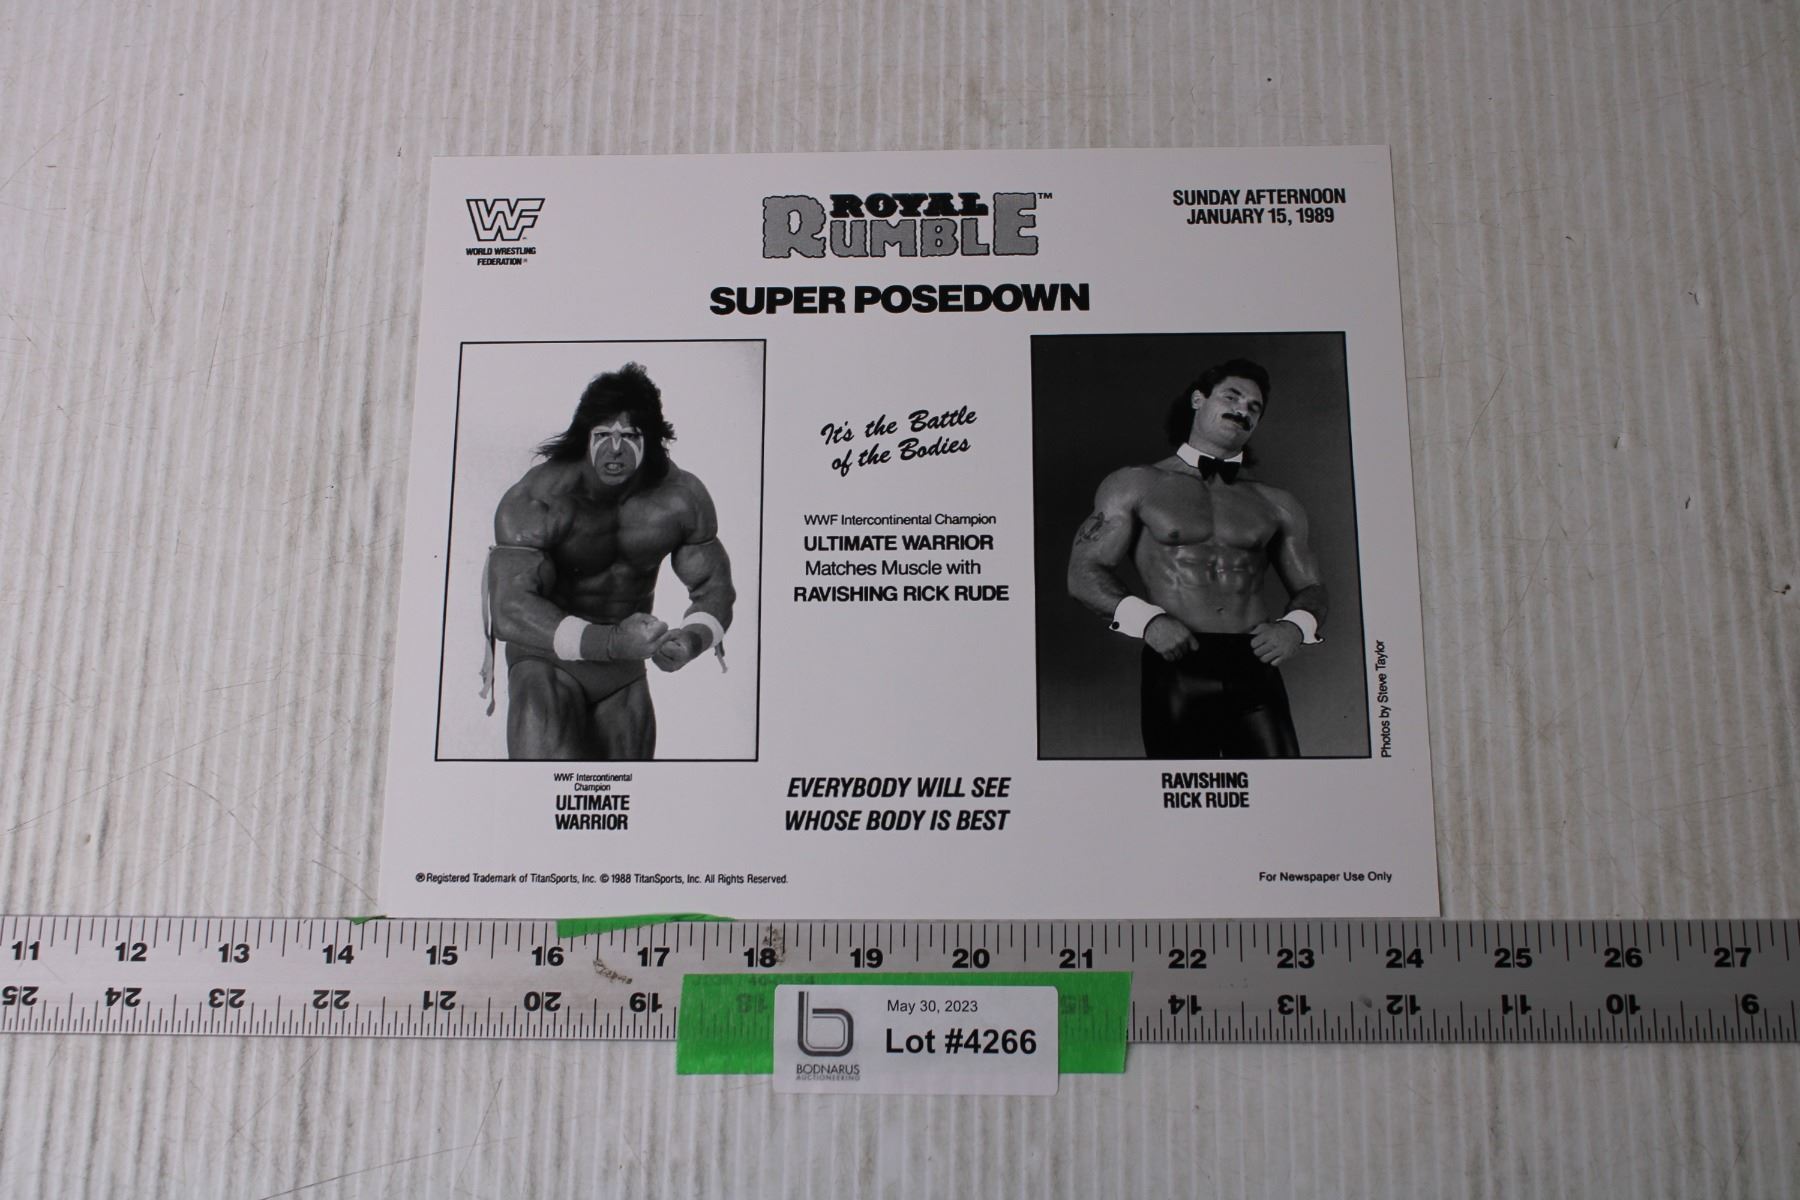 WF
WORLD WRESTLING
FEDERATION®
ROYAL
RUMBLE™
SUNDAY AFTERNOON
JANUARY 15, 1989
SUPER POSEDOWN
It's the Battle
of the Bodies
WWF Intercontinental Champion
ULTIMATE WARRIOR
Matches Muscle with
RAVISHING RICK RUDE
Photos by Steve Taylor
WWF Intercontinental
Champion
ULTIMATE
WARRIOR
EVERYBODY WILL SEE
WHOSE BODY IS BEST
RAVISHING
RICK RUDE
® Registered Trademark of TitanSports, Inc. © 1988 TitanSports, Inc. All Rights Reserved.
For Newspaper Use Only
11 12 13 14 15 16 17 18 19 20 21 22 23 24 25 26 27
25 24 23 22 21 20 19 18 15 14 13 12 11 10 9
May 30, 2023
Lot #4266
BODNARUS
AUCTIONEERING